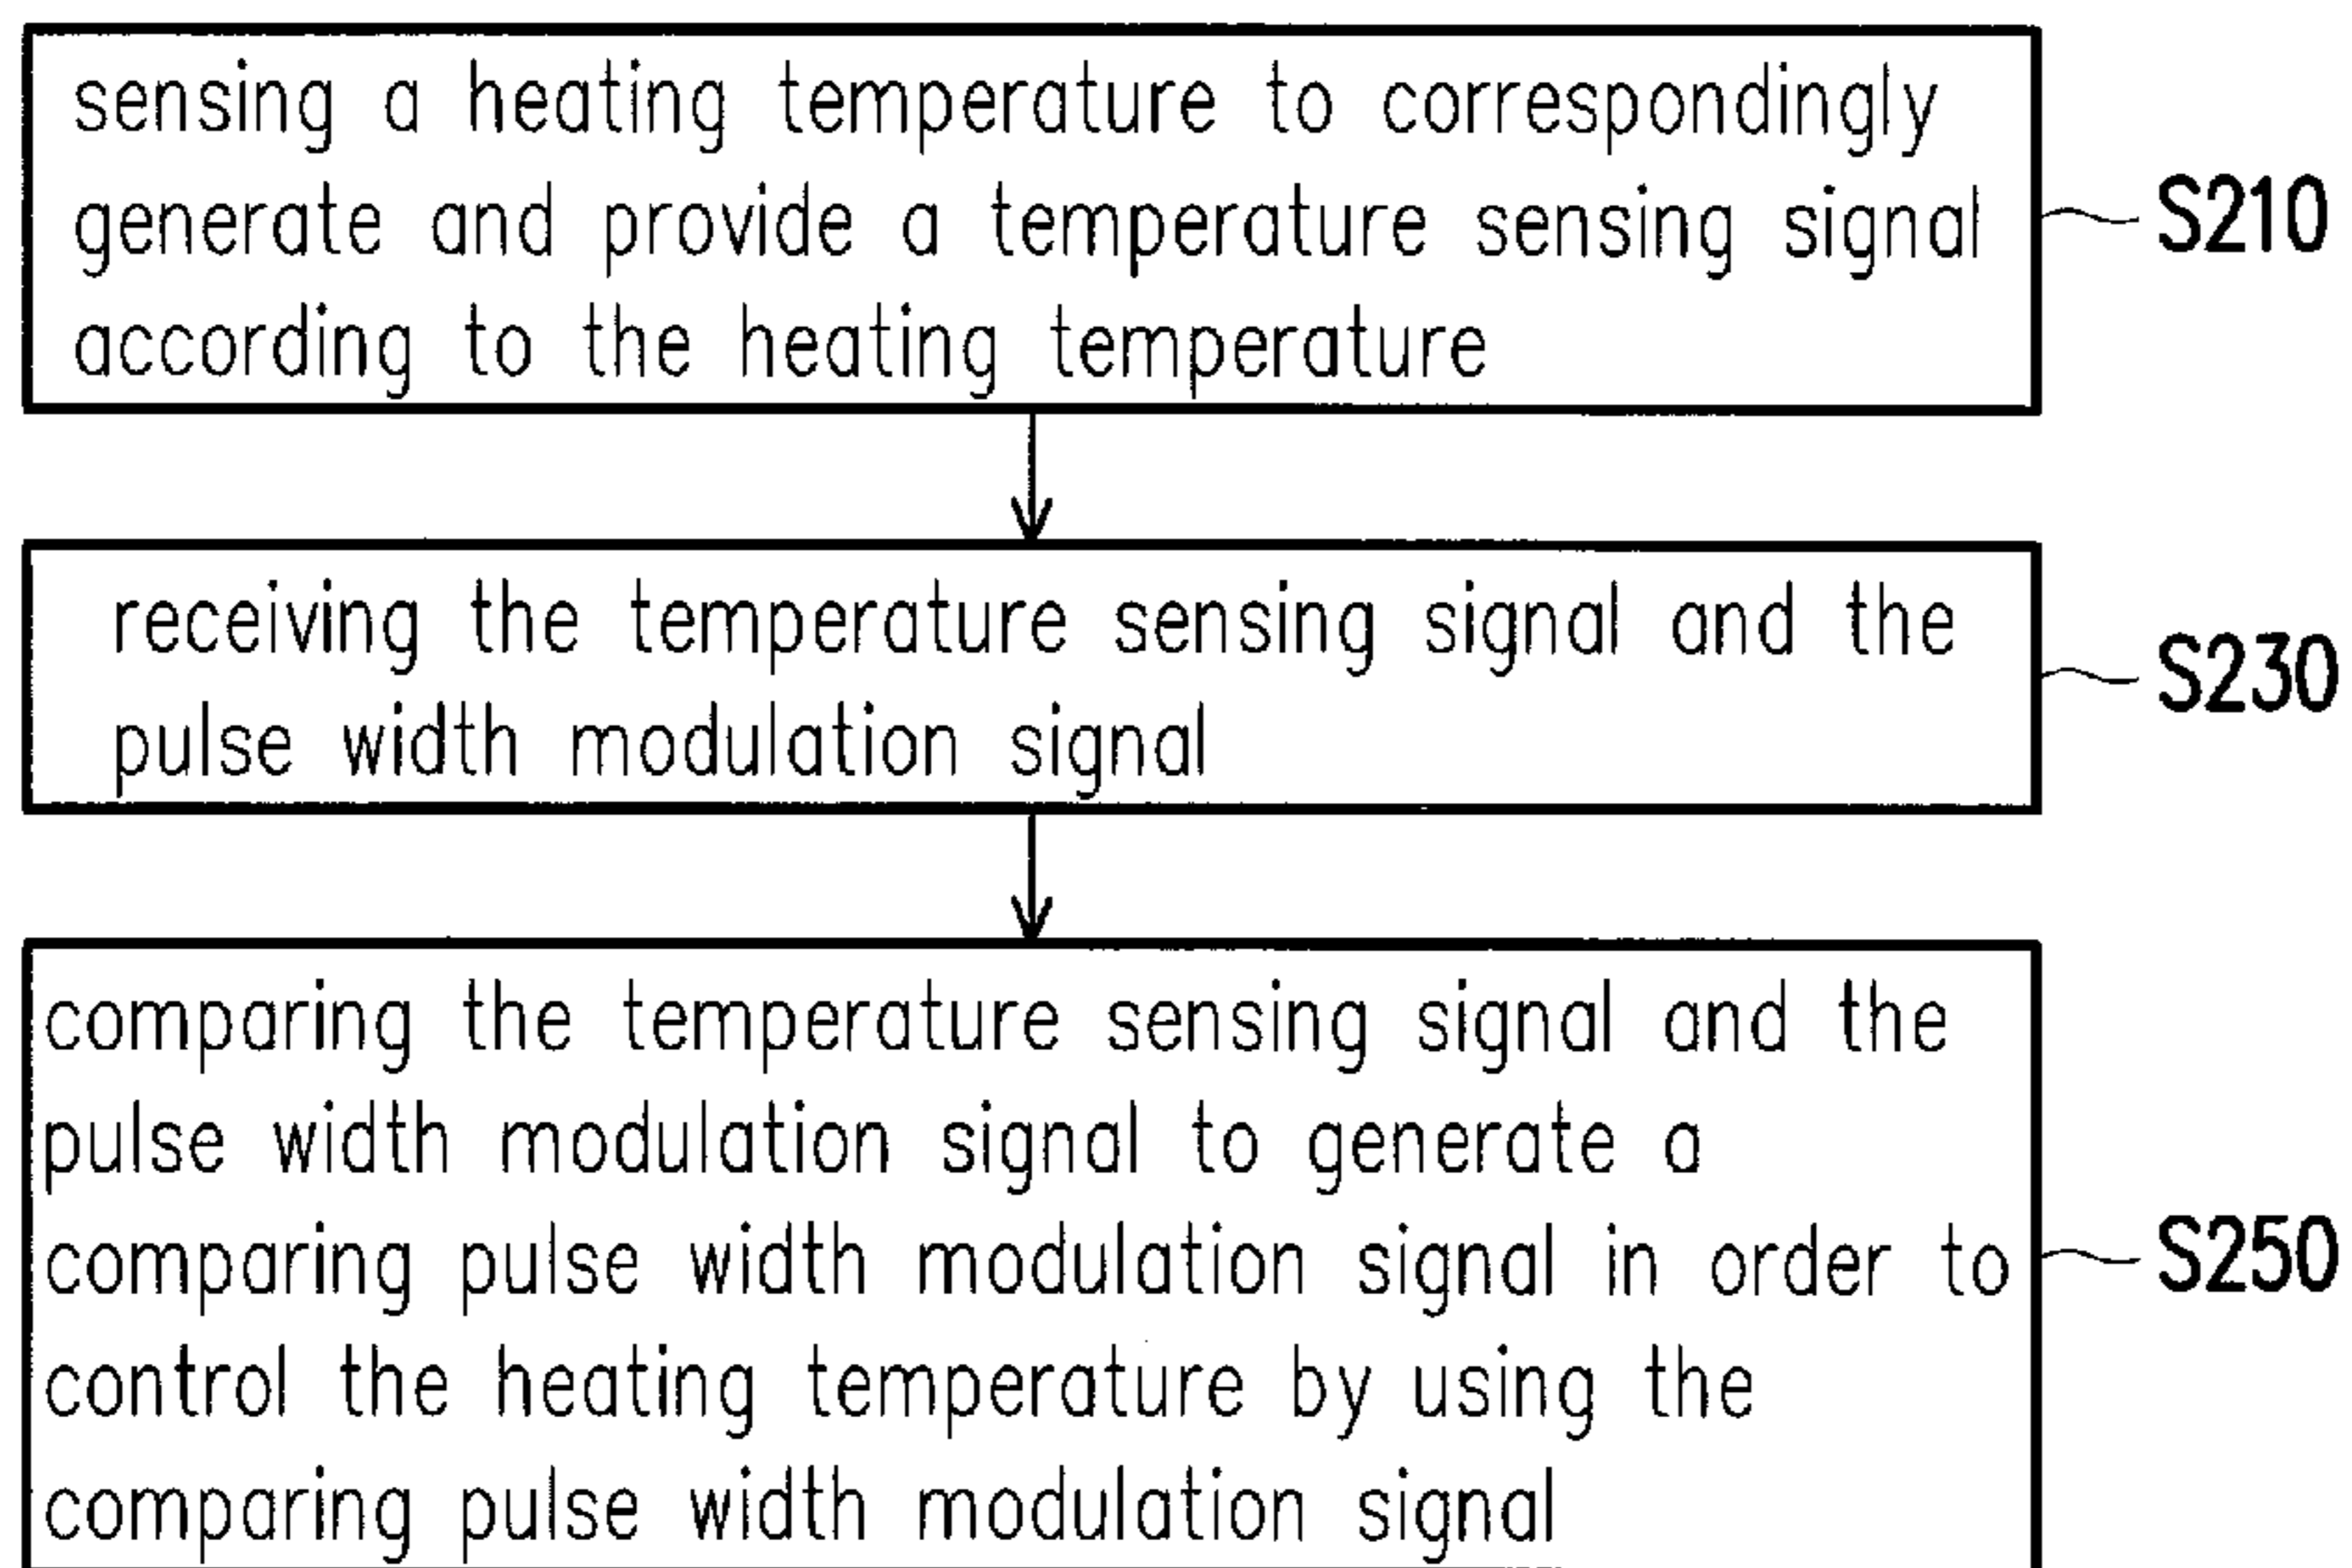 sensing a heating temperature to correspondingly
generate and provide a temperature sensing signal
according to the heating temperature
S210
receiving the temperature sensing signal and the
pulse width modulation signal
S230
comparing the temperature sensing signal and the
pulse width modulation signal to generate a
comparing pulse width modulation signal in order to
control the heating temperature by using the
comparing pulse width modulation signal
S250